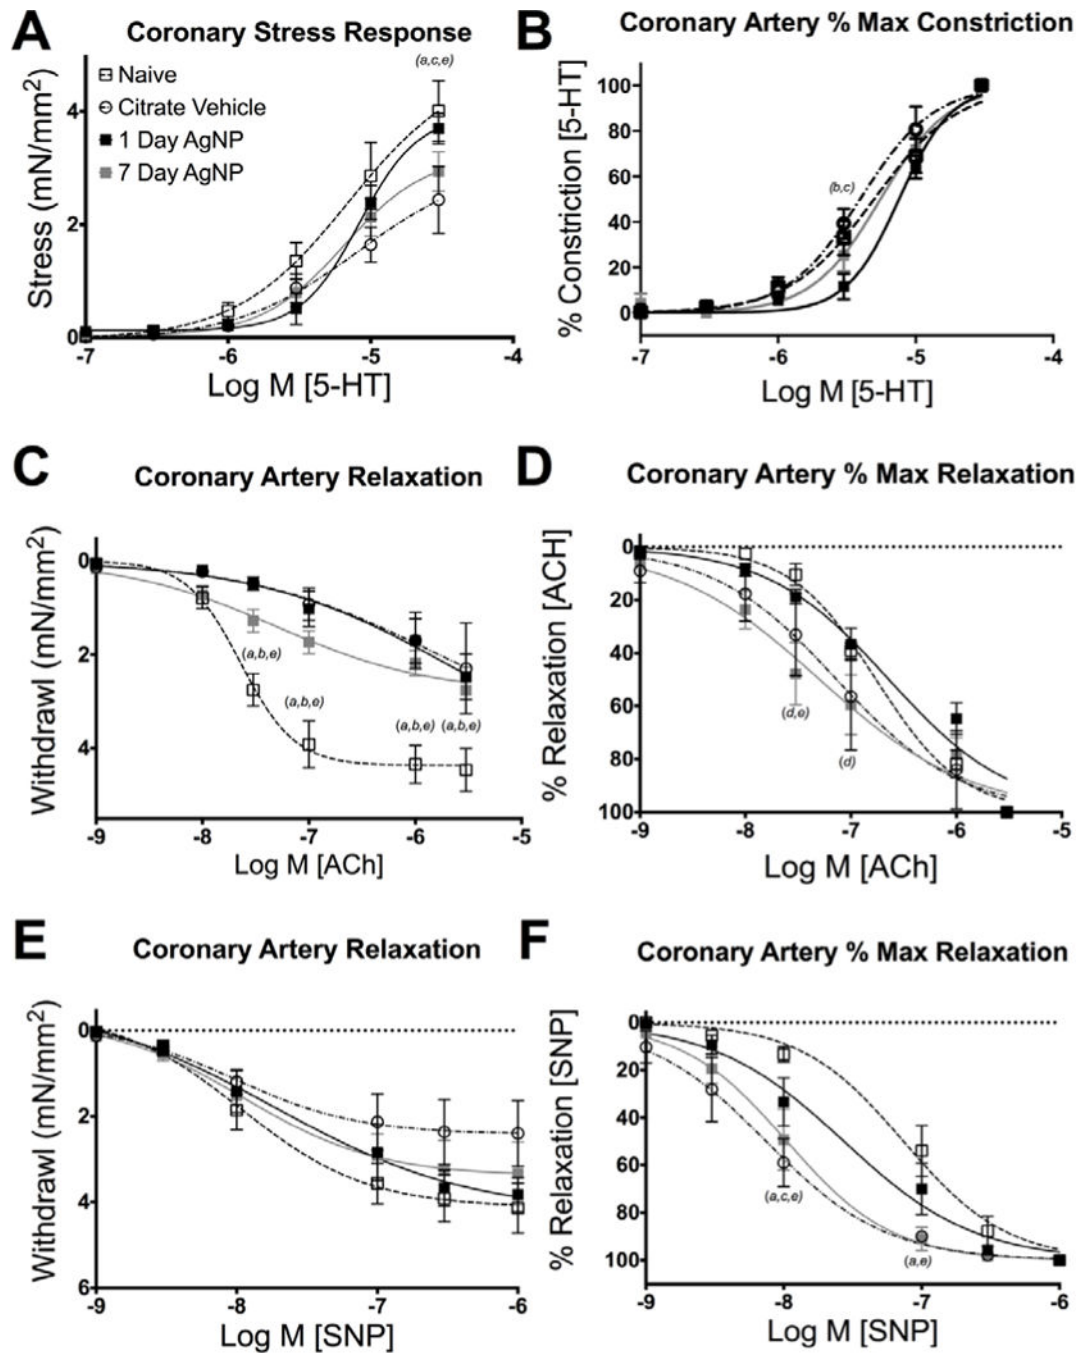 A
Coronary Stress Response
(a,c,e)
Naive
Citrate Vehicle
1 Day AgNP
7 Day AgNP
Stress (mN/mm²)
4
2
0
-7
-6
-5
-4
Log M [5-HT]
B
Coronary Artery % Max Constriction
% Constriction [5-HT]
100
80
60
40
20
0
(b,c)
-7
-6
-5
-4
Log M [5-HT]
C
Coronary Artery Relaxation
Withdrawl (mN/mm²)
0
2
4
(a,b,e)
(a,b,e)
(a,b,e)
(a,b,e)
-9
-8
-7
-6
-5
Log M [ACh]
D
Coronary Artery % Max Relaxation
% Relaxation [ACH]
0
20
40
60
80
100
(d,e)
(d)
-9
-8
-7
-6
-5
Log M [ACh]
E
Coronary Artery Relaxation
Withdrawl (mN/mm²)
0
2
4
6
-9
-8
-7
-6
Log M [SNP]
F
Coronary Artery % Max Relaxation
% Relaxation [SNP]
0
20
40
60
80
100
(a,c,e)
(a,e)
-9
-8
-7
-6
Log M [SNP]